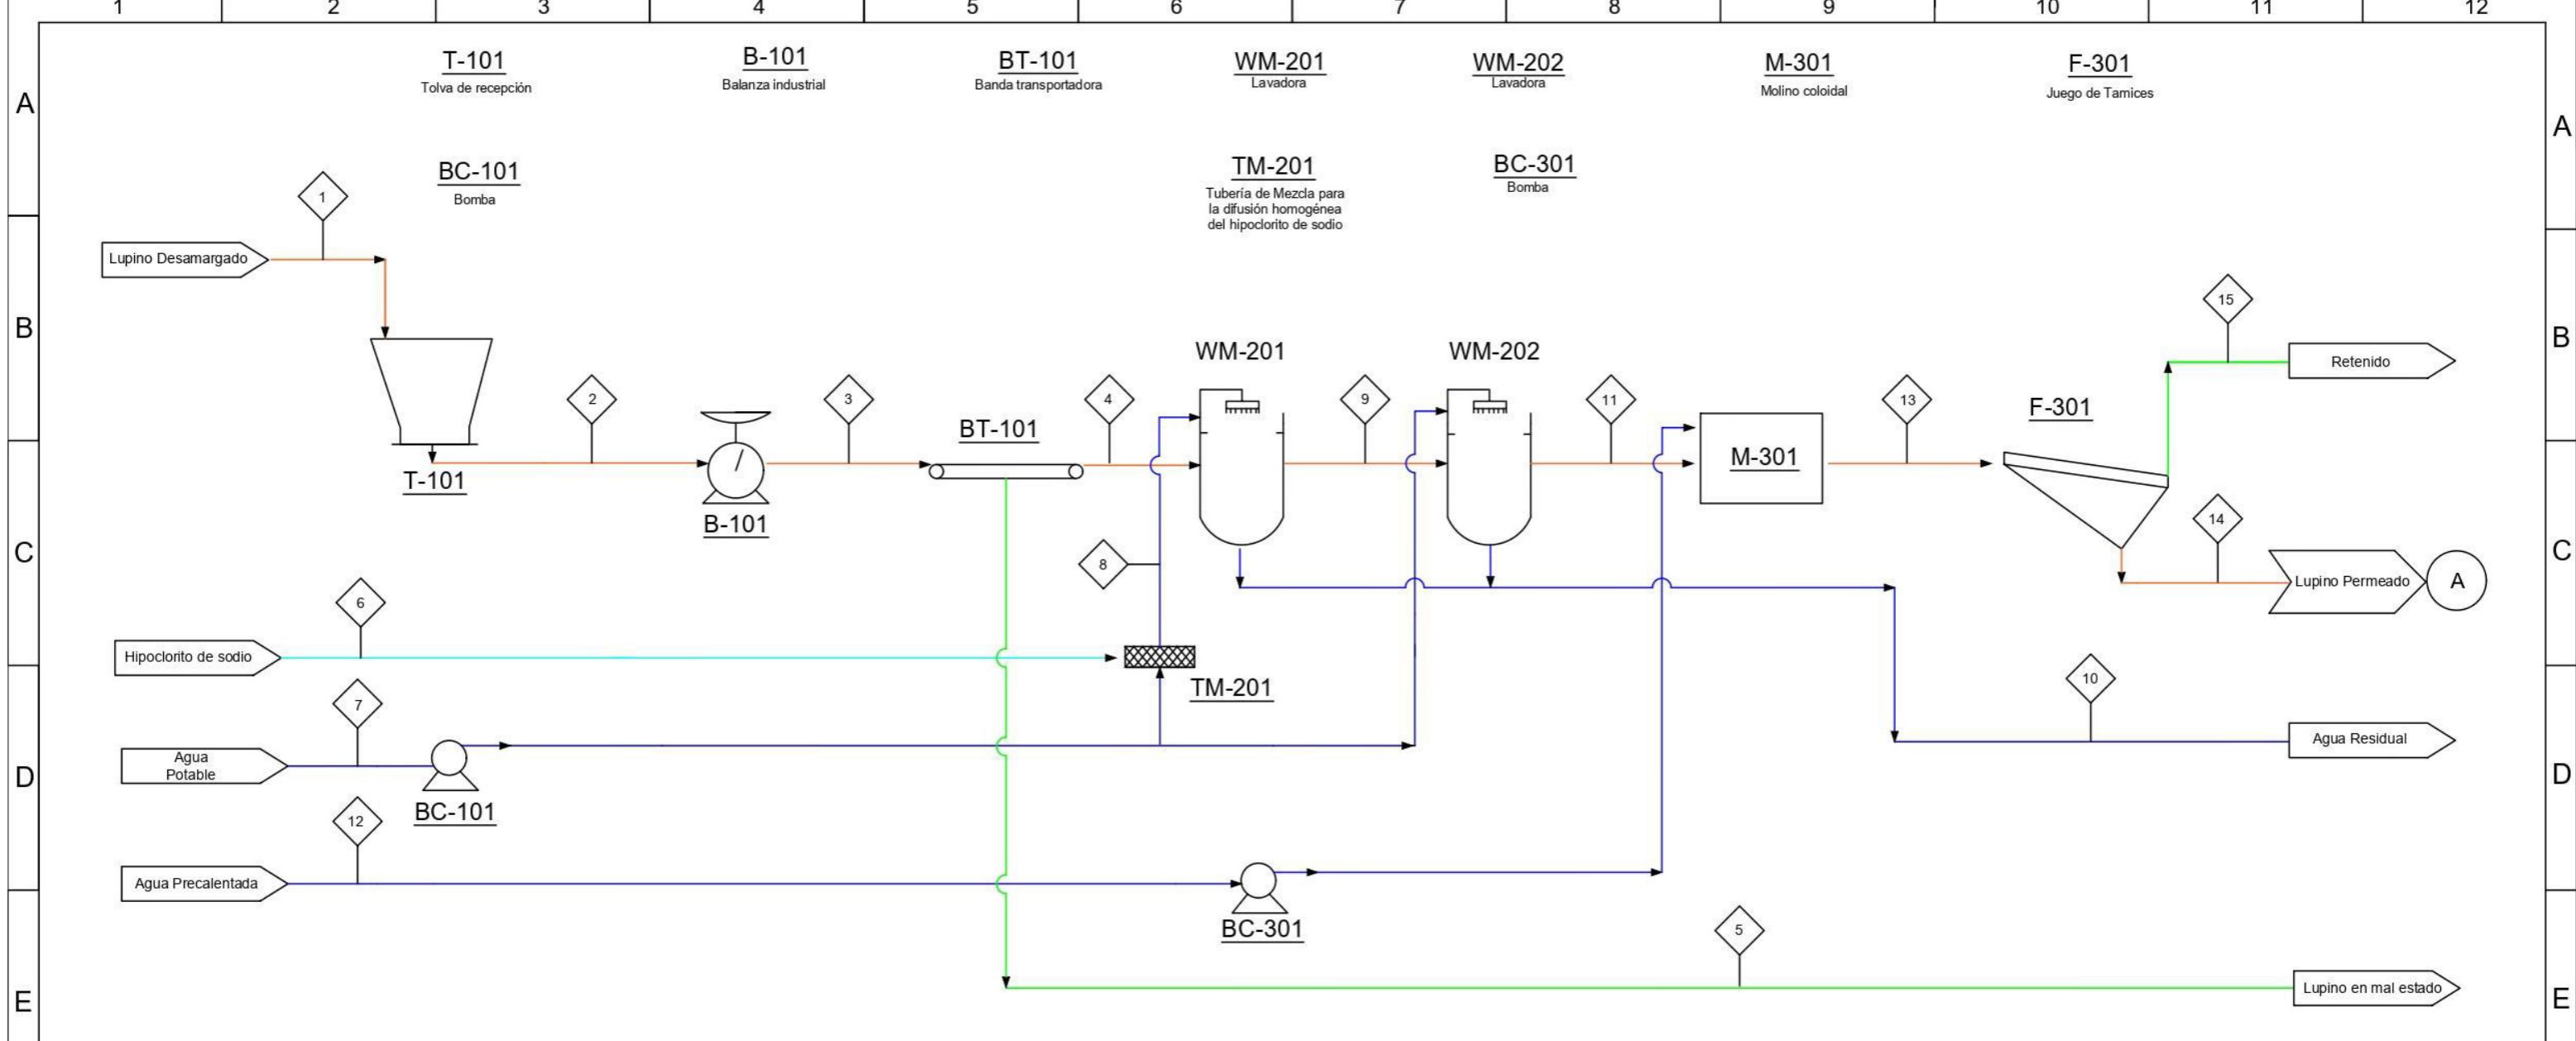 1 2 3 4 5 6 7 8 9 10 11 12
T-101
Tolva de recepción
B-101
Balanza industrial
BT-101
Banda transportadora
WM-201
Lavadora
WM-202
Lavadora
M-301
Molino coloidal
F-301
Juego de Tamices
A
A
BC-101
Bomba
TM-201
Tubería de Mezcla para
la difusión homogénea
del hipoclorito de sodio
BC-301
Bomba
1
Lupino Desamargado
15
B
B
WM-201
WM-202
Retenido
2
3
4
9
11
13
F-301
BT-101
M-301
T-101
B-101
14
C
C
8
Lupino Permeado
A
6
Hipoclorito de sodio
TM-201
10
7
Agua
Potable
Agua Residual
D
D
BC-101
12
Agua Precalentada
BC-301
5
Lupino en mal estado
E
E